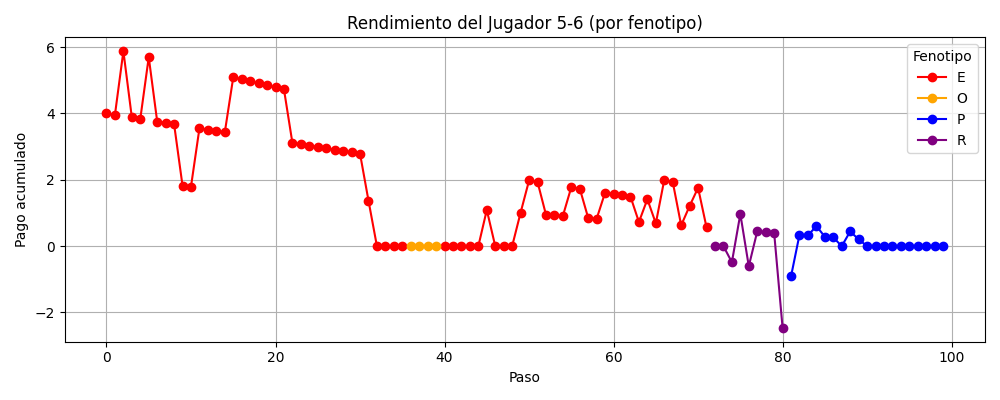 Rendimiento del Jugador 5-6 (por fenotipo)
Pago acumulado
6
4
2
0
−2
0
20
40
60
80
100
Paso
Fenotipo
E
O
P
R